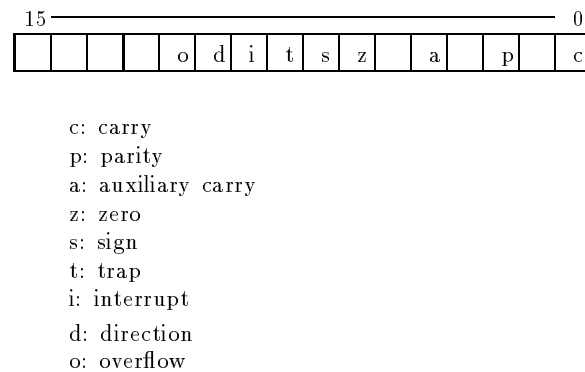 15 0
o d i t s z a p c
c: carry
p: parity
a: auxiliary carry
z: zero
s: sign
t: trap
i: interrupt
d: direction
o: overflow